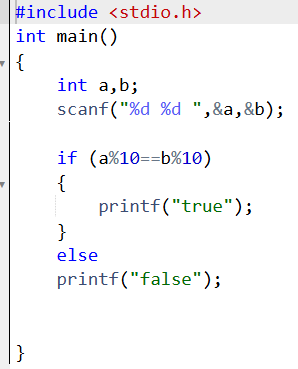 #include <stdio.h>
int main()
{
    int a,b;
    scanf("%d %d ",&a,&b);
    if (a%10==b%10)
    {
        printf("true");
    }
    else
    printf("false");
}